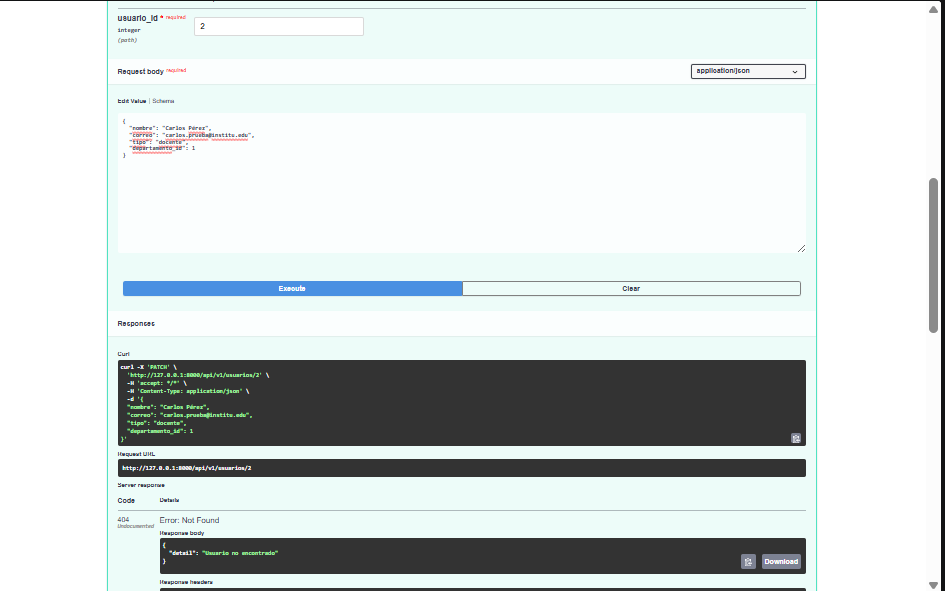 usuario_id * required
integer
(path)
2
Request body required
application/json
Edit Value | Schema
{
"nombre": "Carlos Pérez",
"correo": "carlos.prueba@institu.edu",
"tipo": "docente",
"departamento_id": 1
}
Execute
Clear
Responses
Curl
curl -X 'PATCH' \
'http://127.0.0.1:8000/api/v1/usuarios/2' \
-H 'accept: */*' \
-H 'Content-Type: application/json' \
-d '{
"nombre": "Carlos Pérez",
"correo": "carlos.prueba@institu.edu",
"tipo": "docente",
"departamento_id": 1
}'
Request URL
http://127.0.0.1:8000/api/v1/usuarios/2
Server response
Code
Details
404
Undocumented
Error: Not Found
Response body
{
"detail": "Usuario no encontrado"
}
Download
Response headers